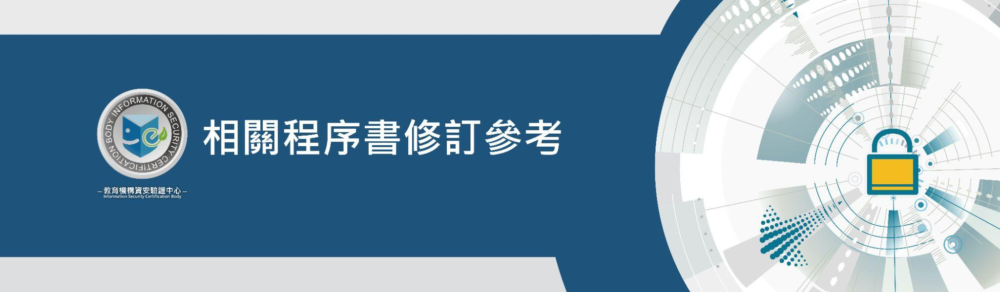 INFORMATION SECURITY CERTIFICATION BODY
相關程序書修訂參考
–教育機構資安驗證中心–
Information Security Certification Body